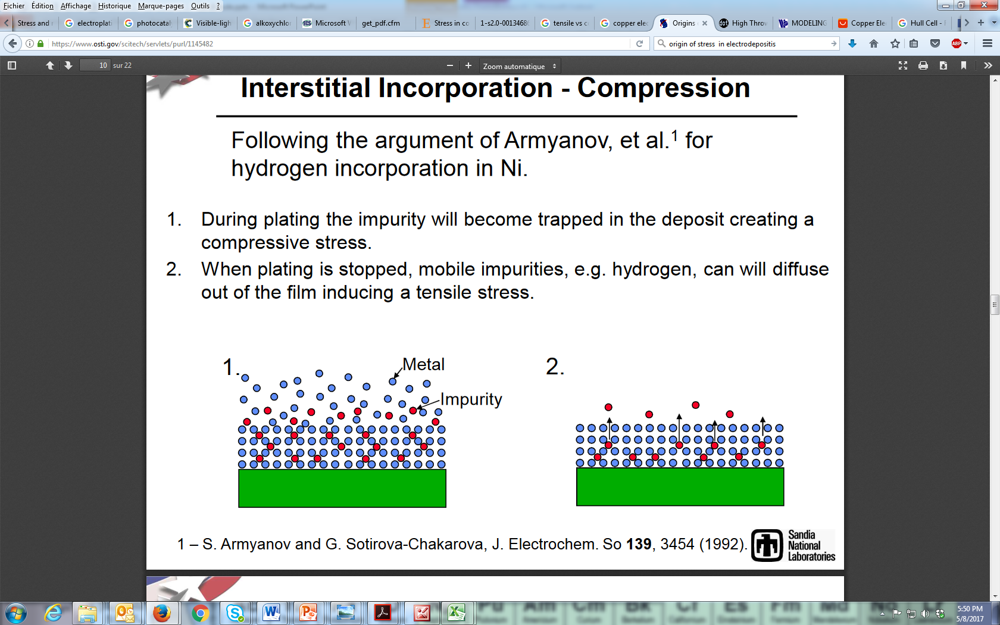 Fichier Édition Affichage Historique Marque-pages Outils ?
Stress and electroplati photocatal Visible-ligh alkoxychlor Microsoft get_pdf.cfm Stress in co 1-s2.0-00134686 tensile vs c copper elec Origins High Throv MODELING Copper Ele Hull Cell -
https://www.osti.gov/scitech/servlets/purl/1145482 origin of stress in electrodepositis
10 sur 22 Zoom automatique
Interstitial Incorporation - Compression
Following the argument of Armyanov, et al.1 for
hydrogen incorporation in Ni.
1. During plating the impurity will become trapped in the deposit creating a
compressive stress.
2. When plating is stopped, mobile impurities, e.g. hydrogen, can will diffuse
out of the film inducing a tensile stress.
1. Metal 2.
Impurity
1 – S. Armyanov and G. Sotirova-Chakarova, J. Electrochem. So 139, 3454 (1992).
Sandia
National
Laboratories
5:50 PM
5/8/2017